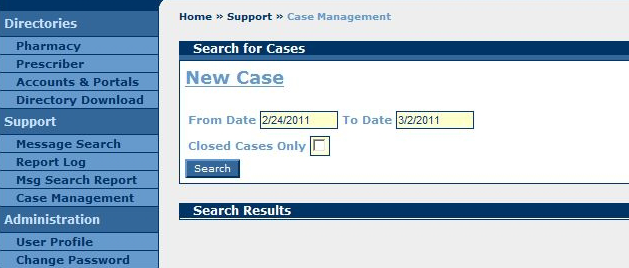 Directories
Pharmacy
Prescriber
Accounts & Portals
Directory Download
Support
Message Search
Report Log
Msg Search Report
Case Management
Administration
User Profile
Change Password
Home » Support » Case Management
Search for Cases
New Case
From Date 2/24/2011 To Date 3/2/2011
Closed Cases Only
Search
Search Results